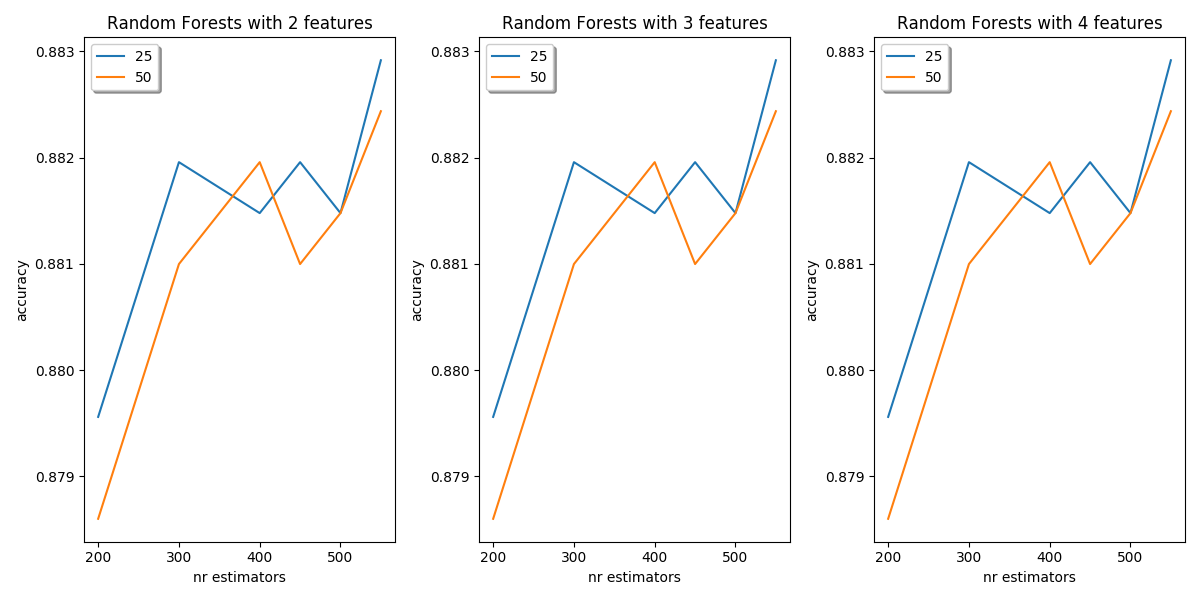 Random Forests with 2 features
25
50
0.883
0.882
0.881
0.880
0.879
accuracy
200 300 400 500
nr estimators
Random Forests with 3 features
25
50
0.883
0.882
0.881
0.880
0.879
accuracy
200 300 400 500
nr estimators
Random Forests with 4 features
25
50
0.883
0.882
0.881
0.880
0.879
accuracy
200 300 400 500
nr estimators